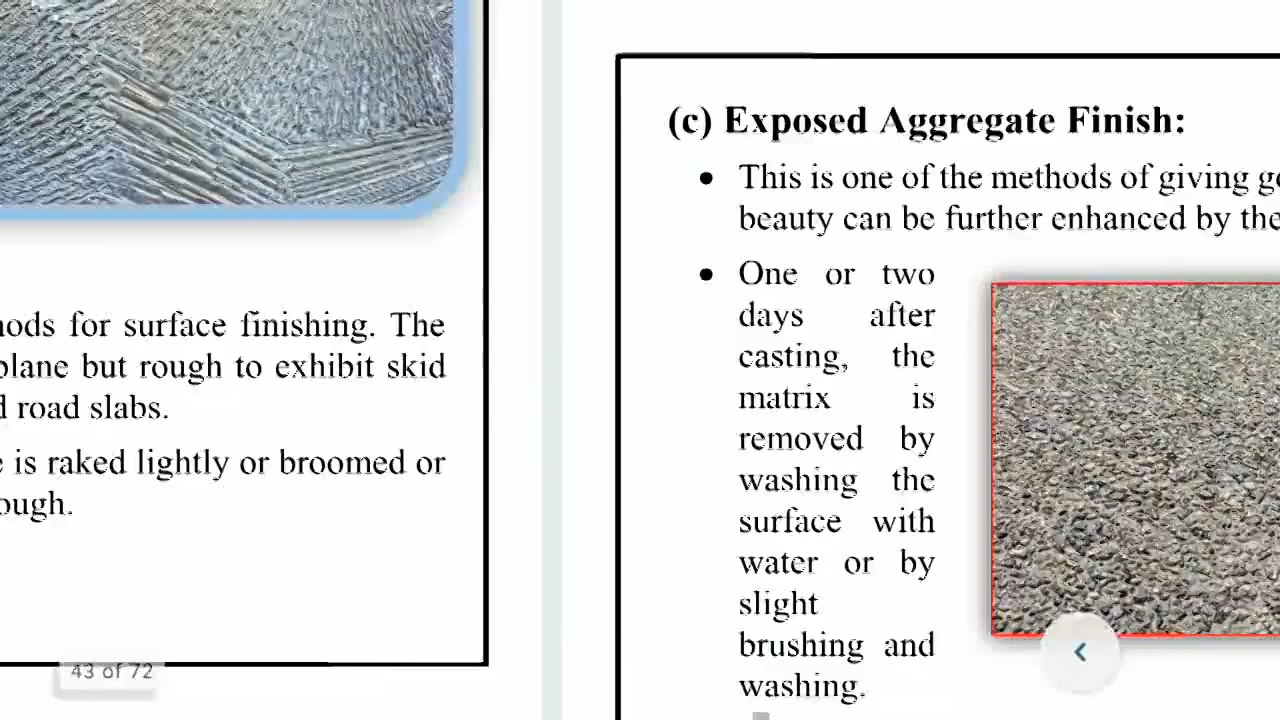 hods for surface finishing. The
plane but rough to exhibit skid
d road slabs.
e is raked lightly or broomed or
ough.
43 of 72
(c) Exposed Aggregate Finish:
• This is one of the methods of giving go
beauty can be further enhanced by the
• One or two
days after
casting, the
matrix is
removed by
washing the
surface with
water or by
slight
brushing and
washing.